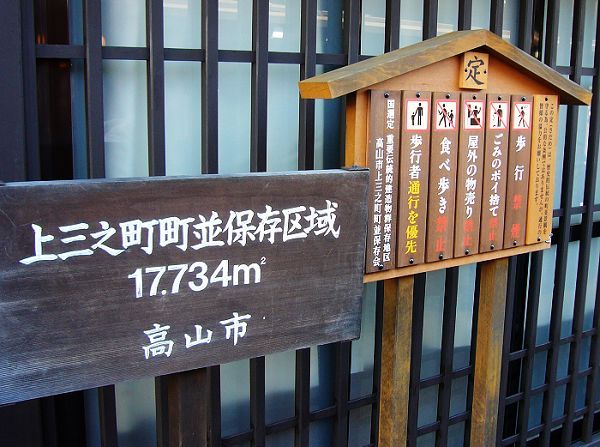 上三之町町並保存区域
17.734m²
高山市
定
歩行禁煙
ごみのポイ捨て禁止
屋外の物売り禁止
食べ歩き禁止
歩行者通行を優先
国選定 重要伝統的建造物群保存地区
高山市上三之町町並保存会